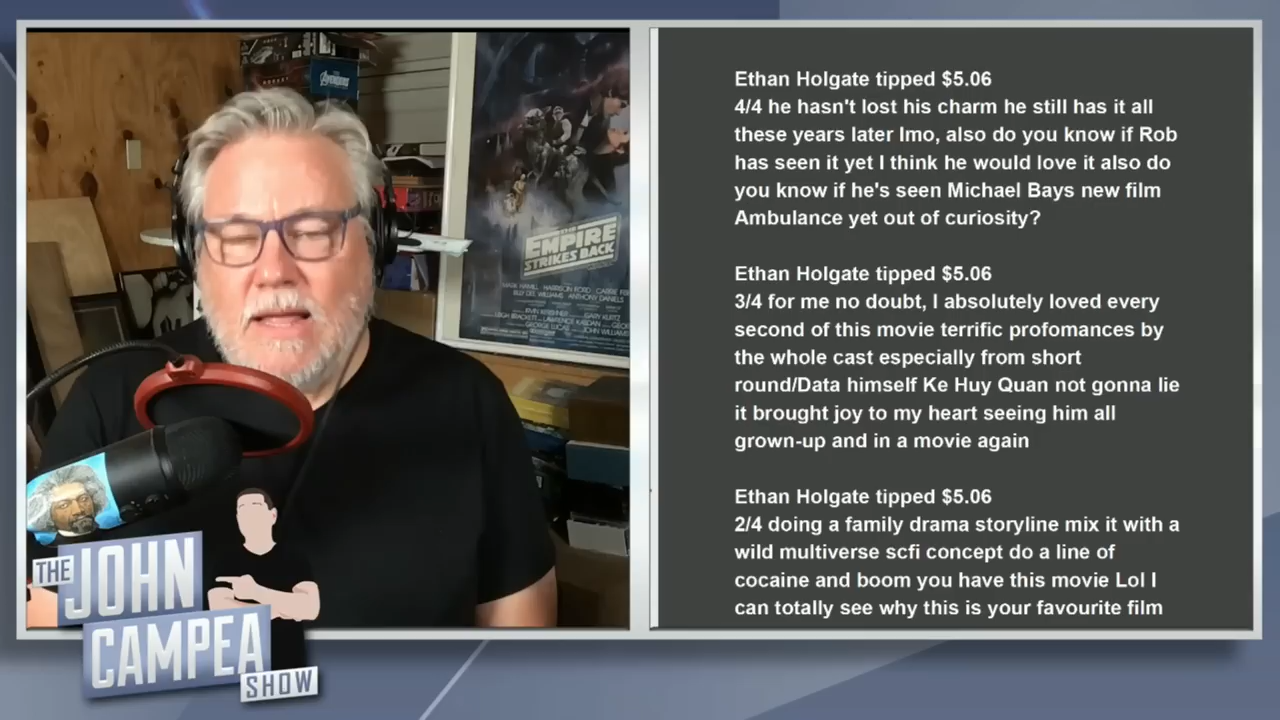 AVENGERS
THE
EMPIRE
STRIKES BACK
Ethan Holgate tipped $5.06
4/4 he hasn't lost his charm he still has it all
these years later Imo, also do you know if Rob
has seen it yet I think he would love it also do
you know if he's seen Michael Bays new film
Ambulance yet out of curiosity?
Ethan Holgate tipped $5.06
3/4 for me no doubt, I absolutely loved every
second of this movie terrific profomances by
the whole cast especially from short
round/Data himself Ke Huy Quan not gonna lie
it brought joy to my heart seeing him all
grown-up and in a movie again
Ethan Holgate tipped $5.06
2/4 doing a family drama storyline mix it with a
wild multiverse scfi concept do a line of
cocaine and boom you have this movie Lol I
can totally see why this is your favourite film
THE
JOHN
CAMPEA
SHOW